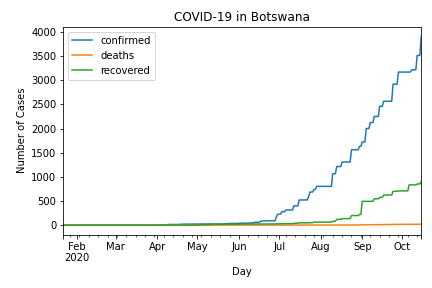 COVID-19 in Botswana
confirmed
deaths
recovered
Number of Cases
4000
3500
3000
2500
2000
1500
1000
500
0
Feb Mar Apr May Jun Jul Aug Sep Oct
2020
Day